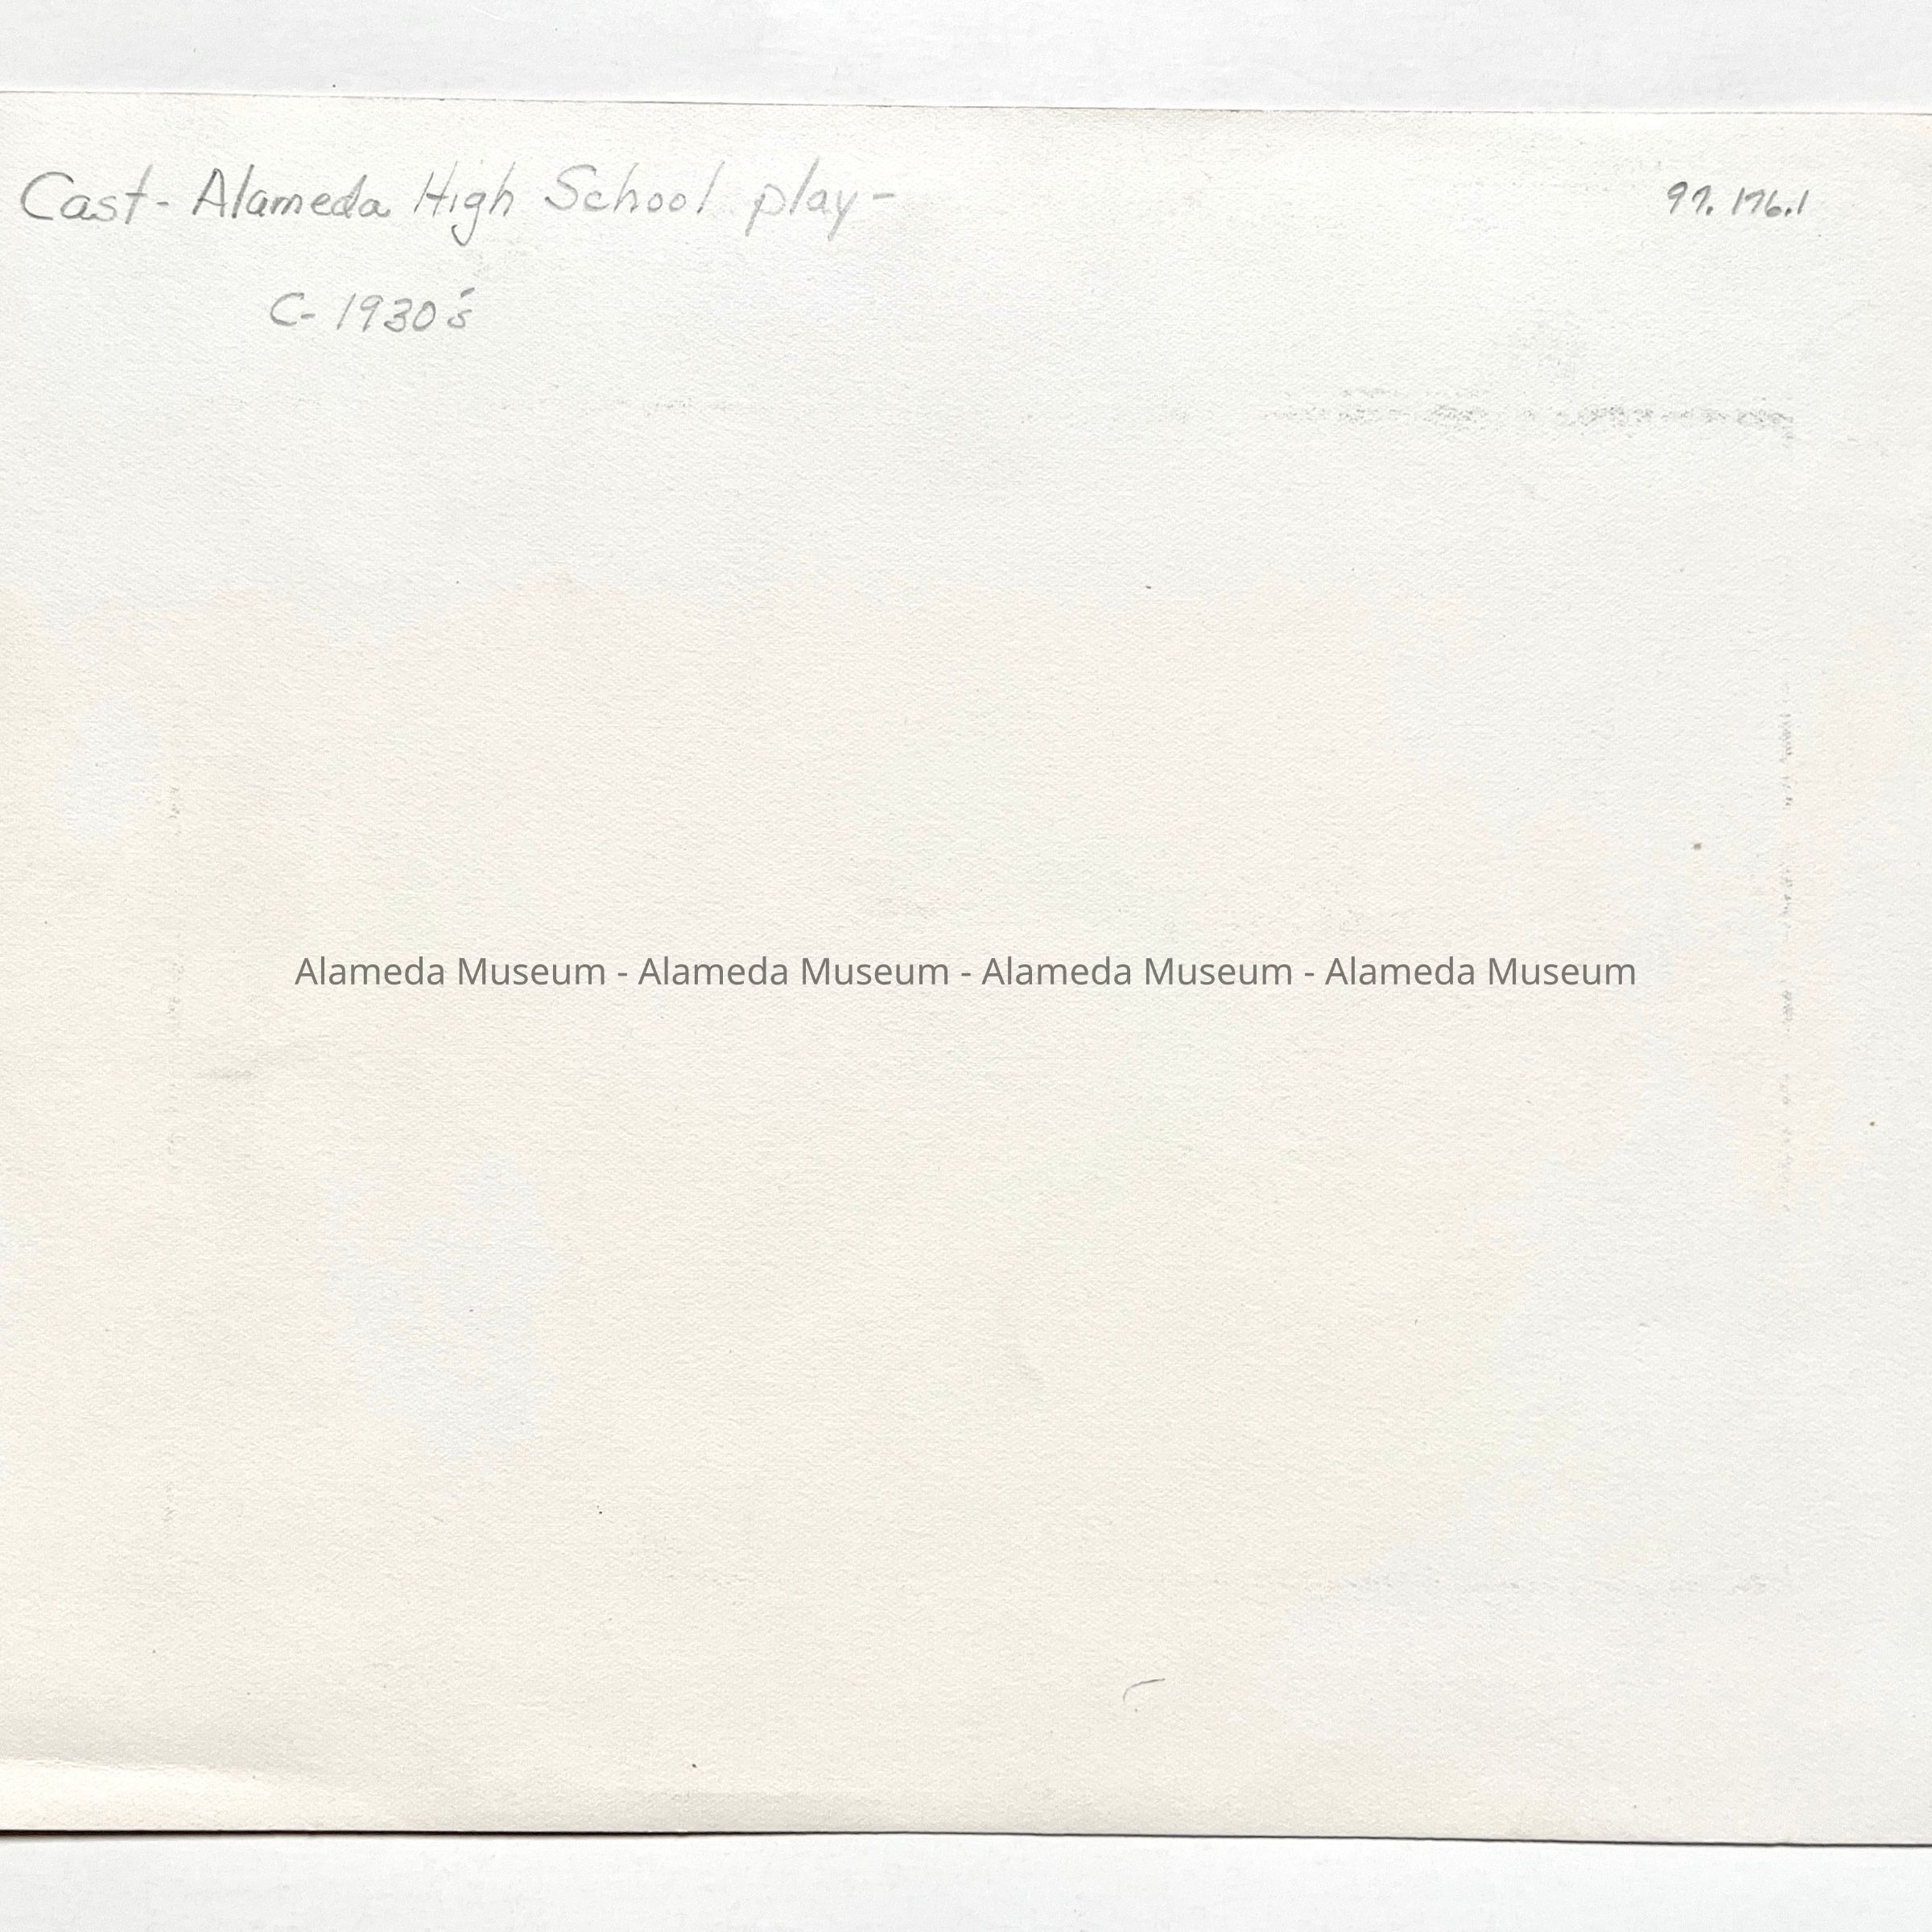 Cast - Alameda High School play -
97.176.1
C- 1930's
Alameda Museum - Alameda Museum - Alameda Museum - Alameda Museum